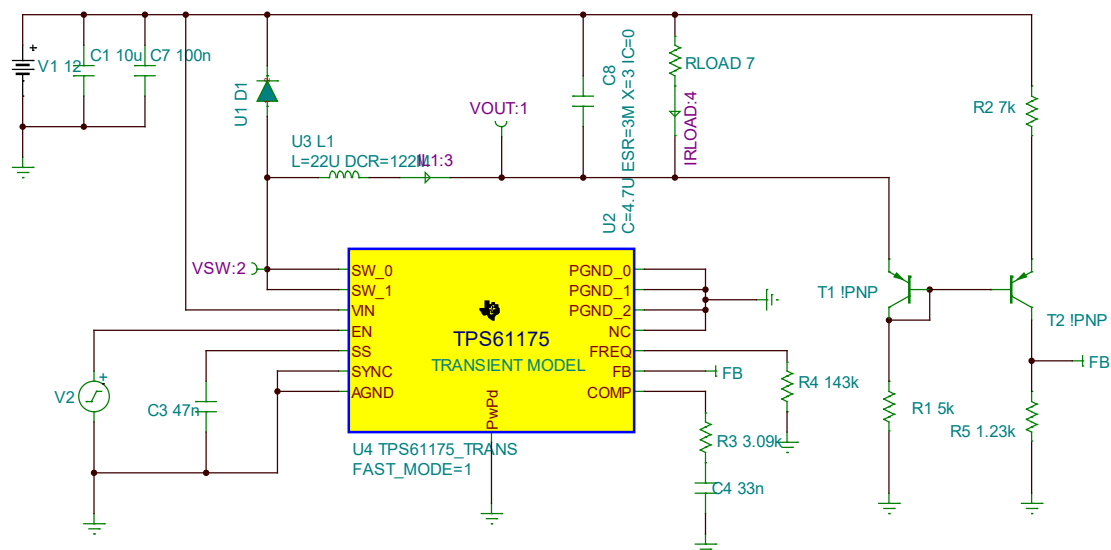 V1 12
C1 10u
C7 100n
U1 D1
U3 L1
L=22U DCR=122M
IL1:3
VOUT:1
C8
U2
C=4.7U ESR=3M X=3 IC=0
RLOAD 7
IRLOAD:4
R2 7k
VSW:2
SW_0
SW_1
VIN
EN
SS
SYNC
AGND
PGND_0
PGND_1
PGND_2
NC
FREQ
FB
COMP
PwPd
TPS61175
TRANSIENT MODEL
U4 TPS61175_TRANS
FAST_MODE=1
V2
C3 47n
FB
R4 143k
R3 3.09k
C4 33n
T1 !PNP
T2 !PNP
FB
R1 5k
R5 1.23k